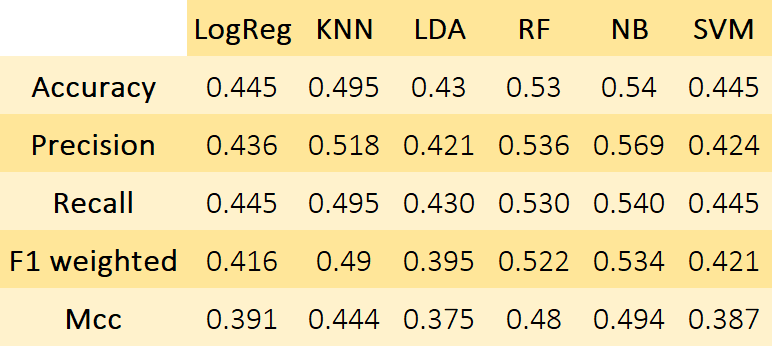 LogReg KNN LDA RF NB SVM
Accuracy 0.445 0.495 0.43 0.53 0.54 0.445
Precision 0.436 0.518 0.421 0.536 0.569 0.424
Recall 0.445 0.495 0.430 0.530 0.540 0.445
F1 weighted 0.416 0.49 0.395 0.522 0.534 0.421
Mcc 0.391 0.444 0.375 0.48 0.494 0.387